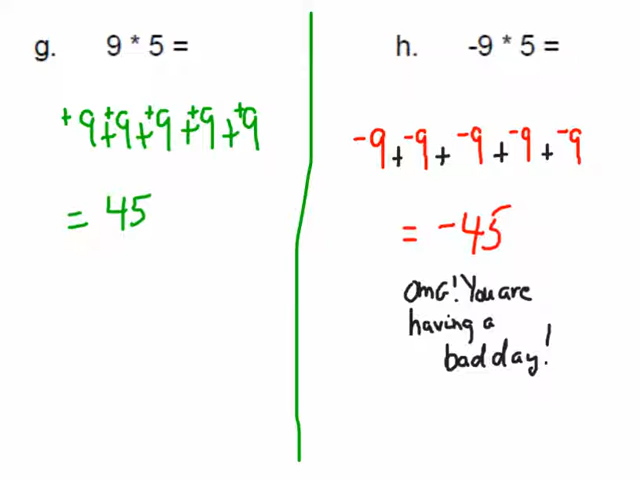 g. 9 * 5 =
+9 + +9 + +9 + +9 + +9
= 45
h. -9 * 5 =
-9 + -9 + -9 + -9 + -9
= -45
OMG! You are
having a
bad day!